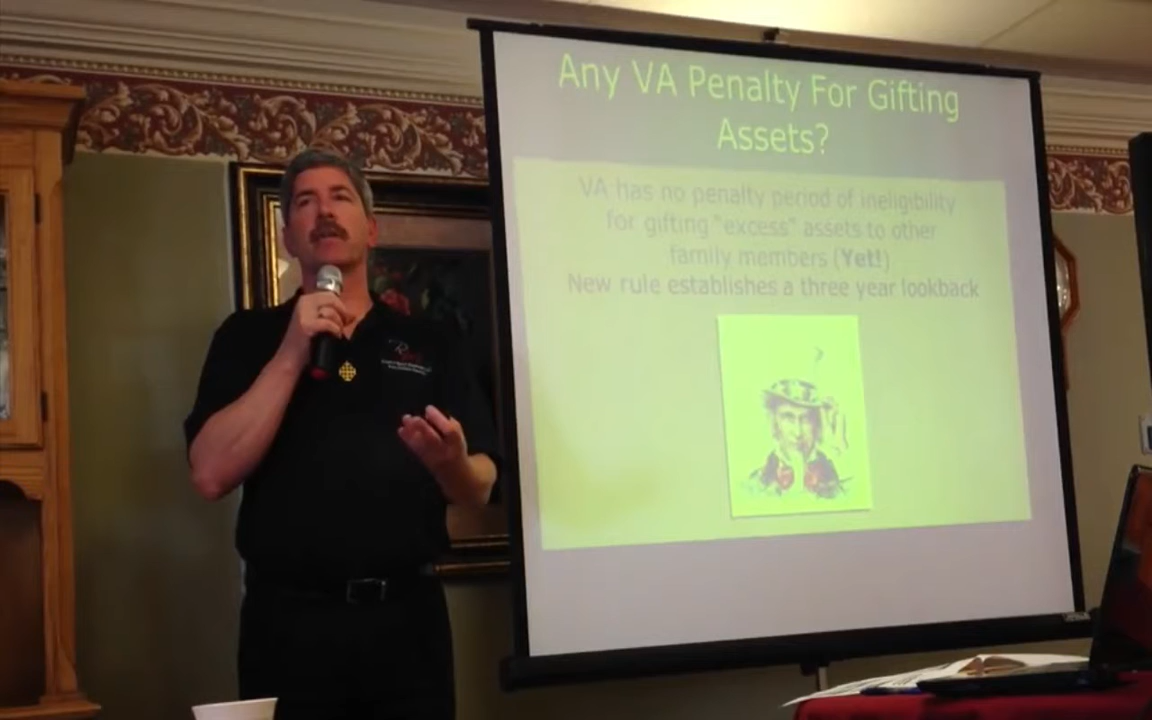 Any VA Penalty For Gifting
Assets?
VA has no penalty period of ineligibility
for gifting "excess" assets to other
family members (Yet!)
New rule establishes a three year lookback